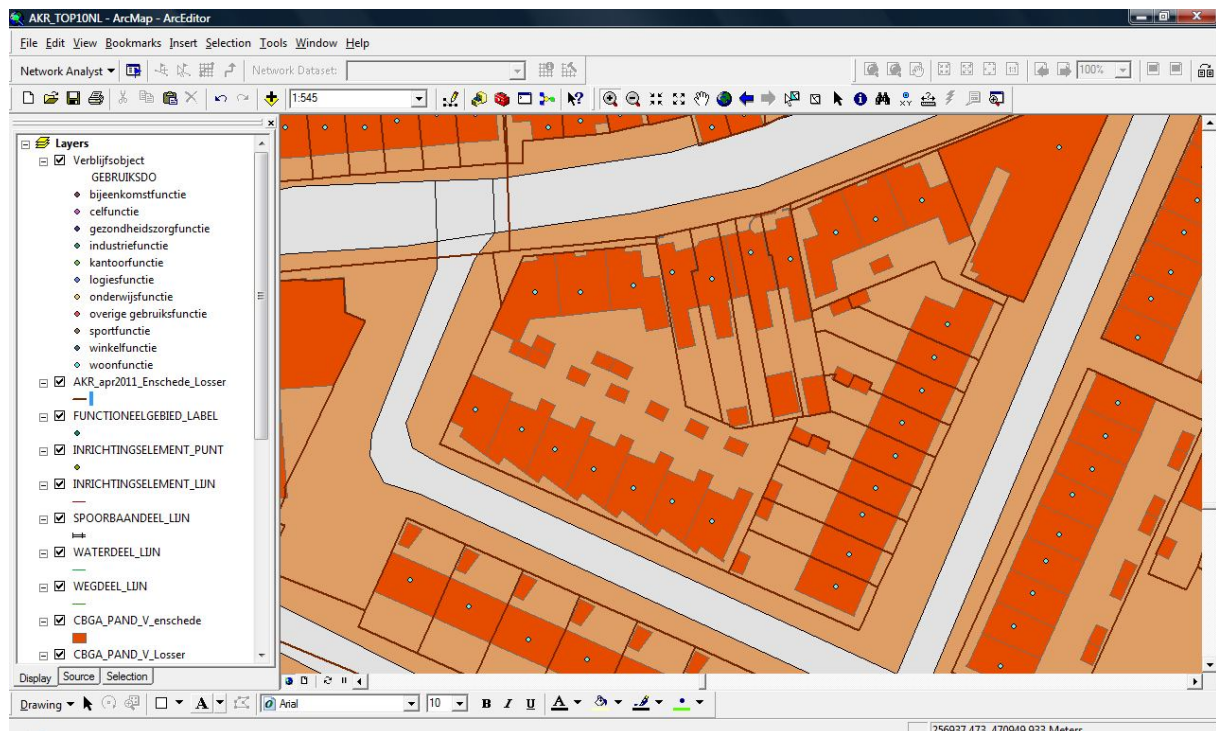 AKR_TOP10NL - ArcMap - ArcEditor
File Edit View Bookmarks Insert Selection Tools Window Help
Network Analyst Network Dataset: 100%
1:545
Layers
Verblijfsobject
GEBRUIKSDO
bijeenkomstfunctie
celfunctie
gezondheidszorgfunctie
industriefunctie
kantoorfunctie
logiesfunctie
onderwijsfunctie
overige gebruiksfunctie
sportfunctie
winkelfunctie
woonfunctie
AKR_apr2011_Enschede_Losser
FUNCTIONEELGEBIED_LABEL
INRICHTINGSELEMENT_PUNT
INRICHTINGSELEMENT_LIJN
SPOORBAANDEEL_LIJN
WATERDEEL_LIJN
WEGDEEL_LIJN
CBGA_PAND_V_enschede
CBGA_PAND_V_Losser
Display Source Selection
Drawing A Arial 10 B I U A
256937,473 470949,933 Meters